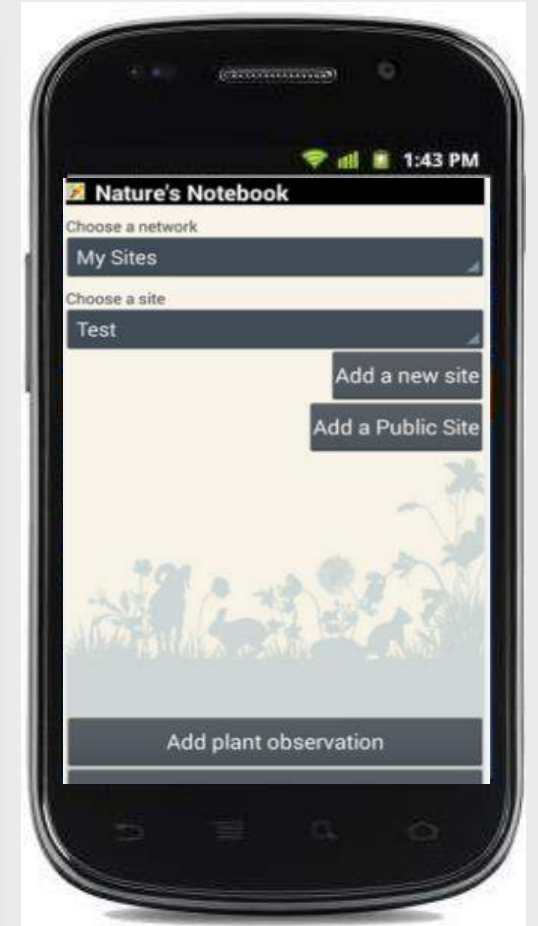 1:43 PM
Nature's Notebook
Choose a network
My Sites
Choose a site
Test
Add a new site
Add a Public Site
Add plant observation